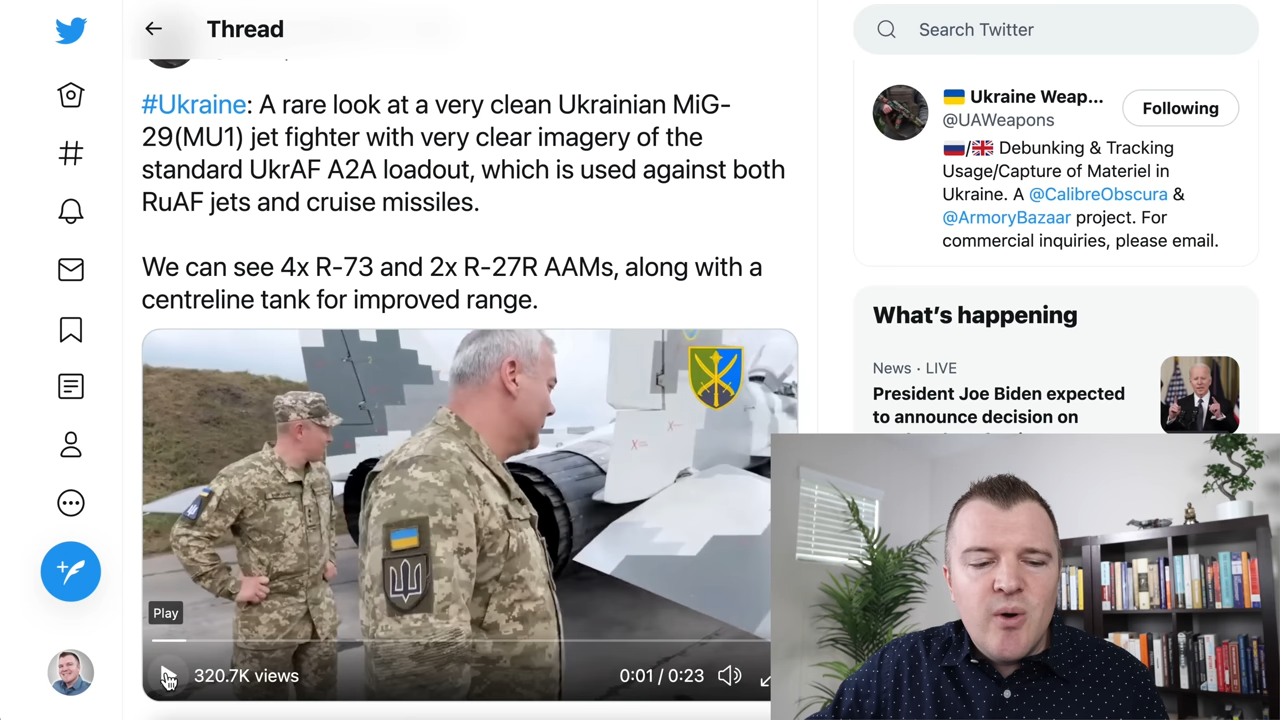 Thread
#Ukraine: A rare look at a very clean Ukrainian MiG-
29(MU1) jet fighter with very clear imagery of the
standard UkrAF A2A loadout, which is used against both
RuAF jets and cruise missiles.
We can see 4x R-73 and 2x R-27R AAMs, along with a
centreline tank for improved range.
Play
320.7K views
0:01 / 0:23
Search Twitter
Ukraine Weap...
@UAWeapons
Following
/ Debunking & Tracking
Usage/Capture of Materiel in
Ukraine. A @CalibreObscura &
@ArmoryBazaar project. For
commercial inquiries, please email.
What's happening
News · LIVE
President Joe Biden expected
to announce decision on